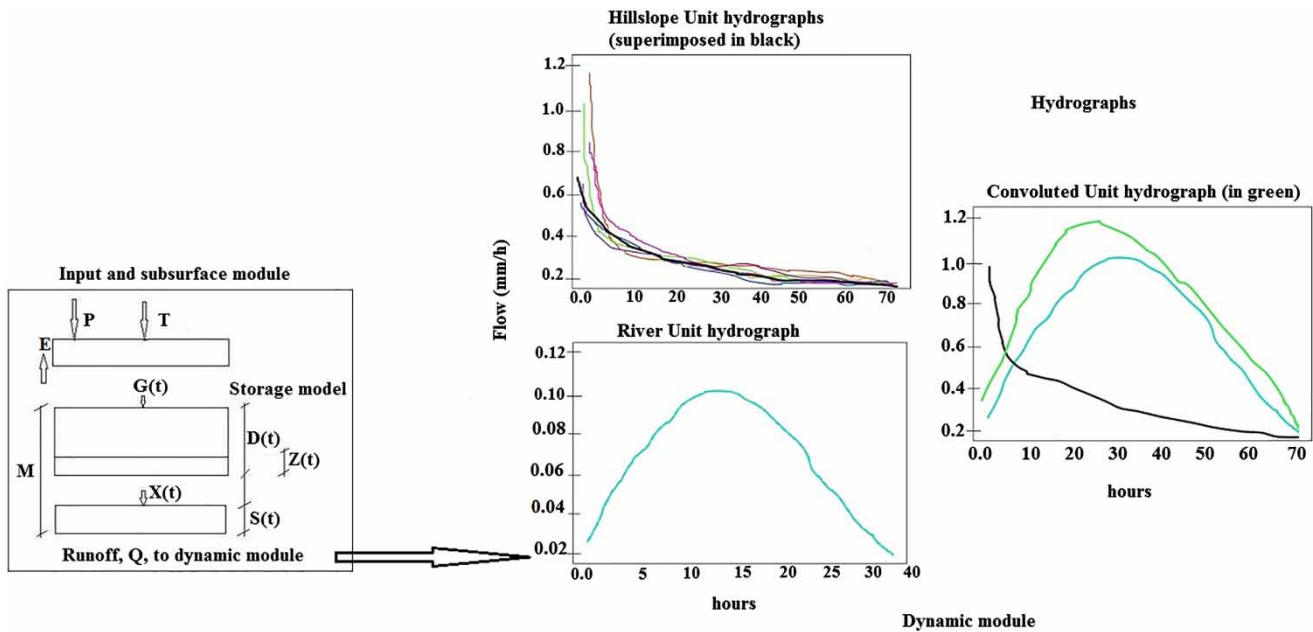 Hillslope Unit hydrographs
(superimposed in black)
1.2
1.0
0.8
0.6
0.4
0.2
0.0 10 20 30 40 50 60 70
Flow (mm/h)
River Unit hydrograph
0.12
0.10
0.08
0.06
0.04
0.02
0.0 5 10 15 20 25 30 40
hours
Hydrographs
Convoluted Unit hydrograph (in green)
1.2
1.0
0.8
0.6
0.4
0.2
0.0 10 20 30 40 50 60 70
hours
Input and subsurface module
P T
E
G(t)
Storage model
D(t)
Z(t)
M
X(t)
S(t)
Runoff, Q, to dynamic module
Dynamic module